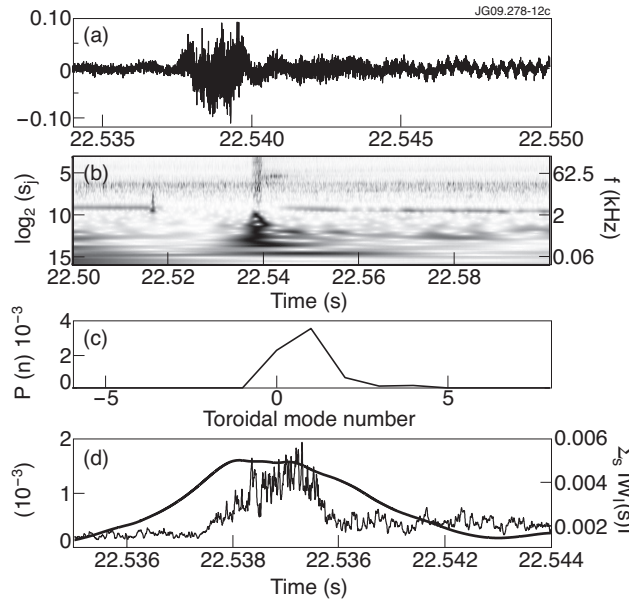 JG09.278-12c
0.10
(a)
0
−0.10
22.535 22.540 22.545 22.550
(b)
log2 (sj)
5
10
15
62.5
2
0.06
f (kHz)
22.50 22.52 22.54 22.56 22.58
Time (s)
P (n) 10−3
4
2
0
(c)
−5 0 5
Toroidal mode number
(10−3)
2
1
0
(d)
0.006
0.004
0.002
Σs |Wj(s)|
22.536 22.538 22.536 22.542 22.544
Time (s)